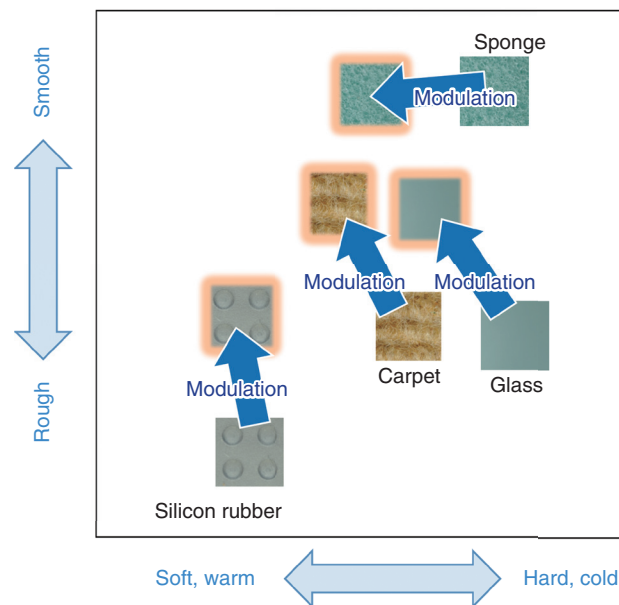 Sponge
Smooth
Modulation
Modulation
Modulation
Carpet
Glass
Modulation
Rough
Silicon rubber
Soft, warm
Hard, cold